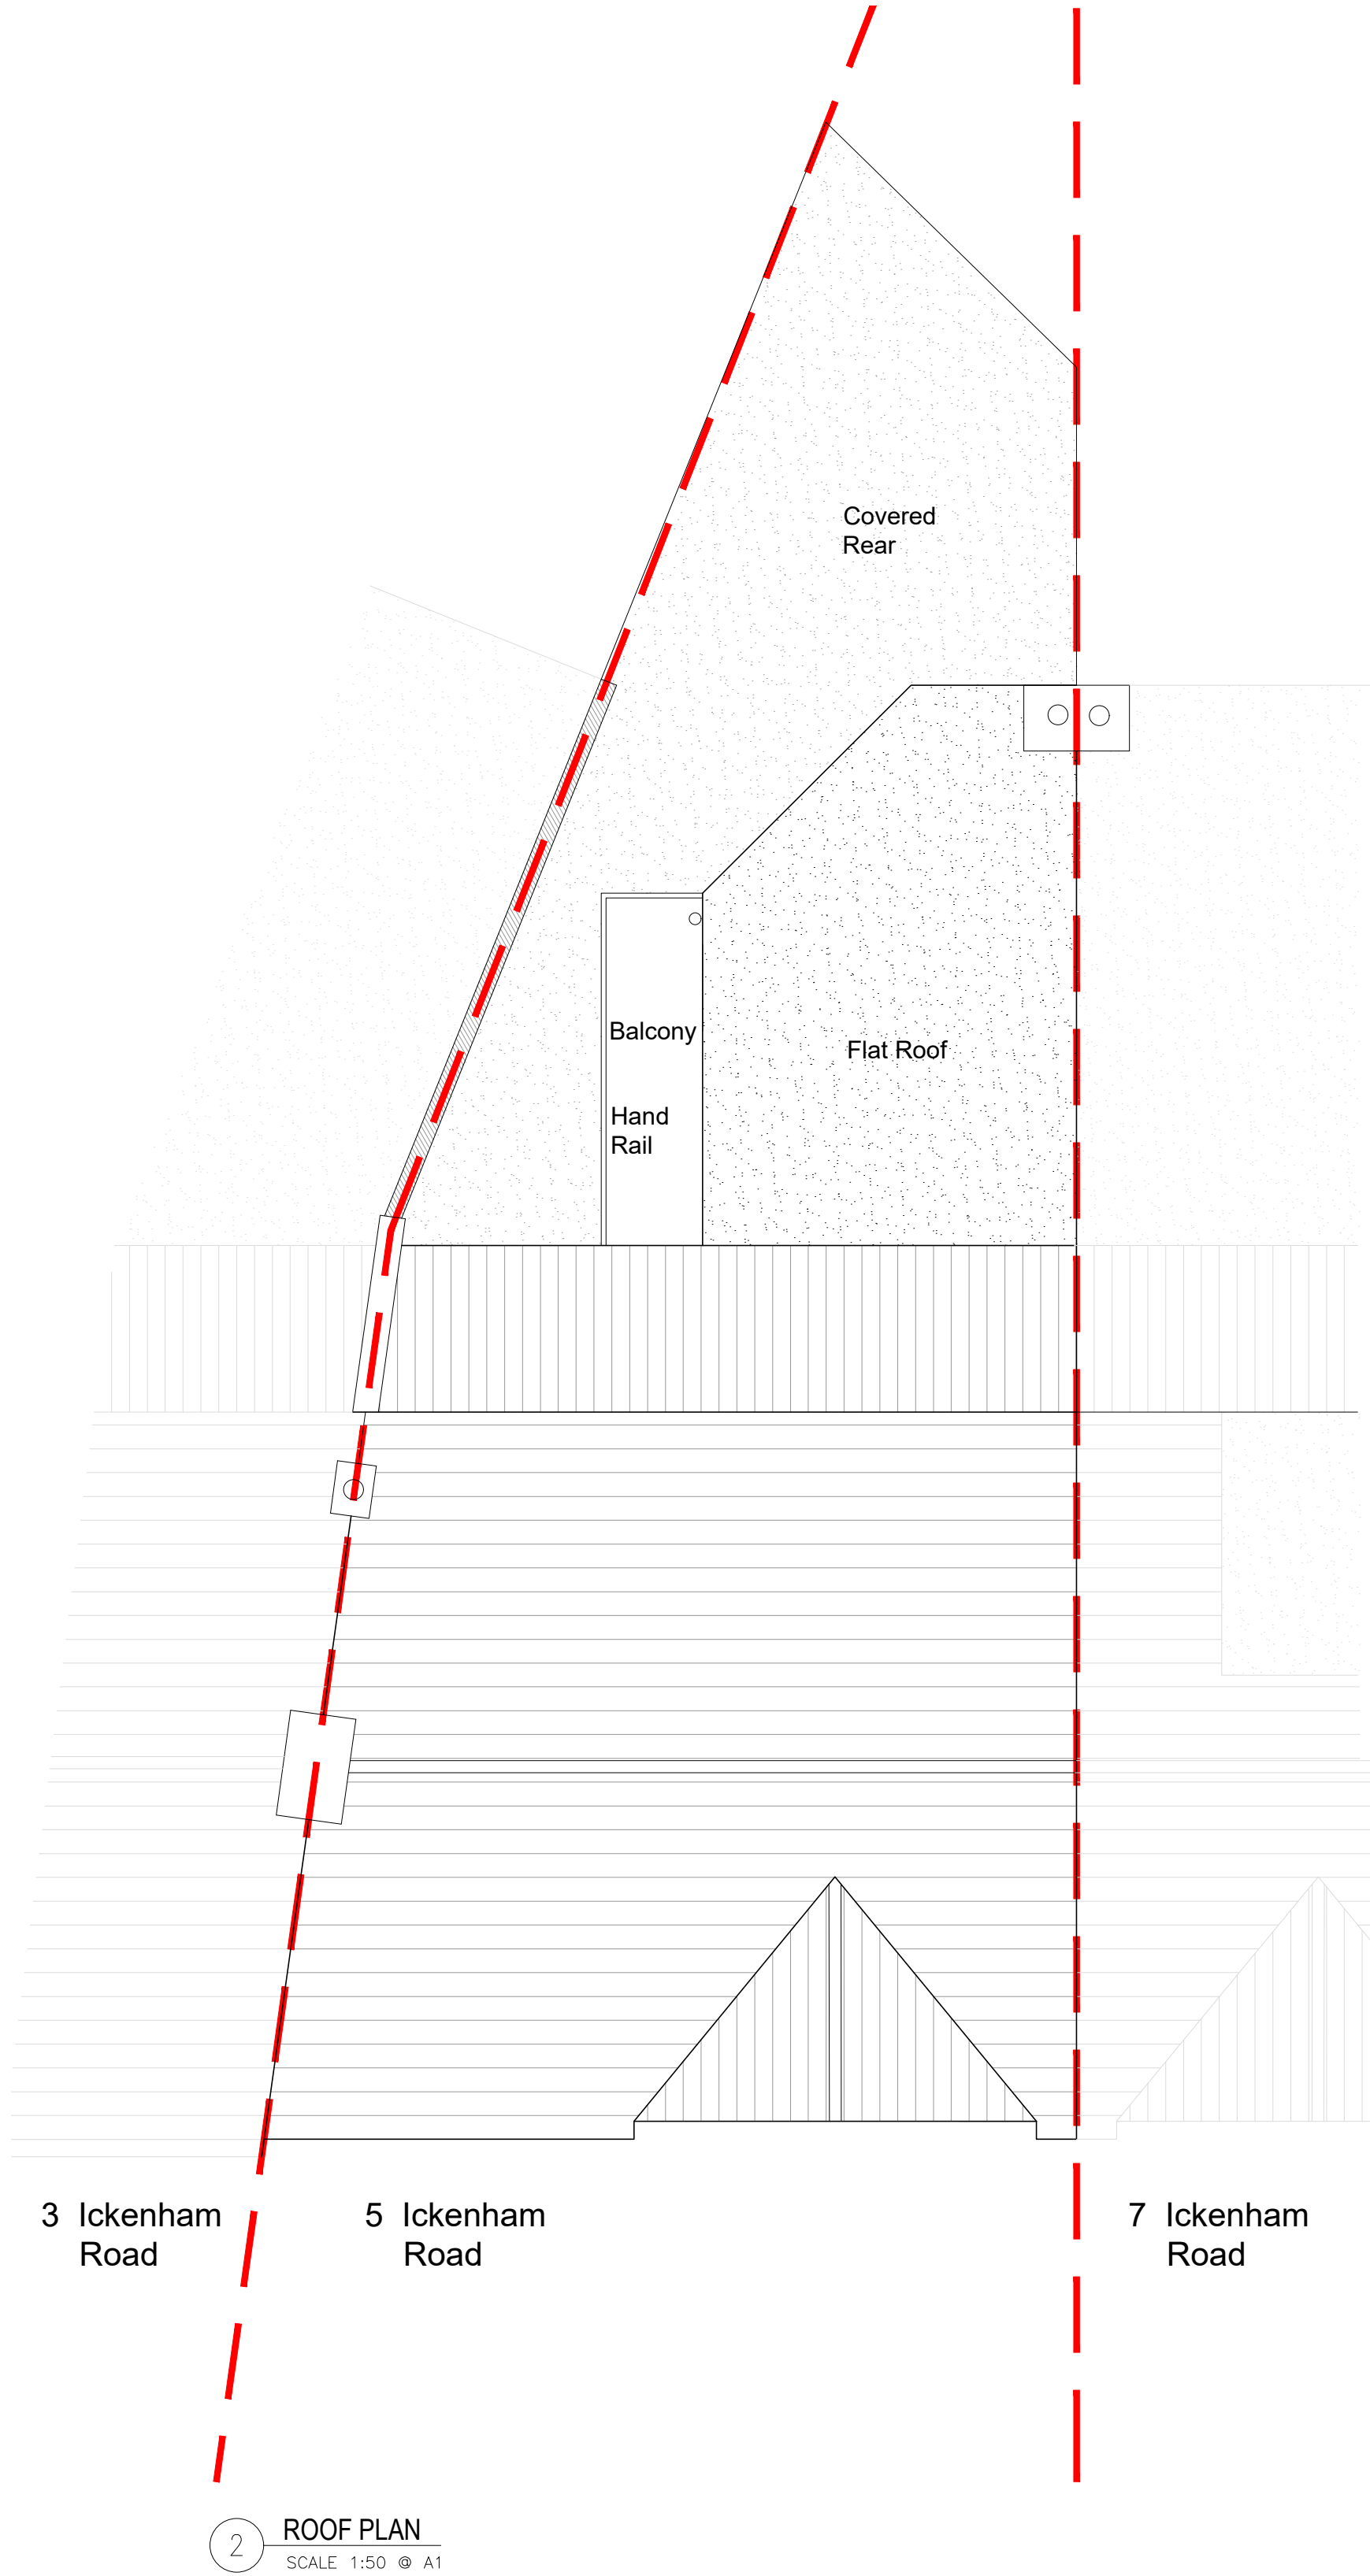 Covered
Rear
Balcony
Flat Roof
Hand
Rail
3 Ickenham
Road
5 Ickenham
Road
7 Ickenham
Road
2
ROOF PLAN
SCALE 1:50 @ A1